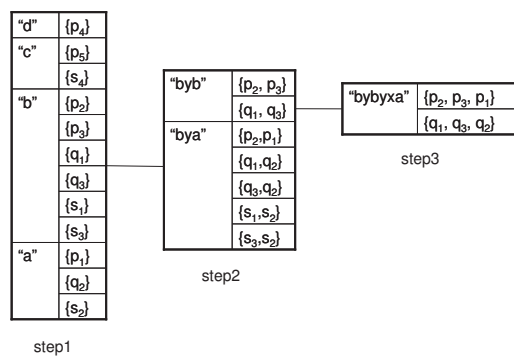 “d” {p4}
“c” {p5}
{s4}
“b” {p2}
{p3}
{q1}
{q3}
{s1}
{s3}
“a” {p1}
{q2}
{s2}
step1
“byb” {p2, p3}
{q1, q3}
“bya” {p2,p1}
{q1,q2}
{q3,q2}
{s1,s2}
{s3,s2}
step2
“bybyxa” {p2, p3, p1}
{q1, q3, q2}
step3